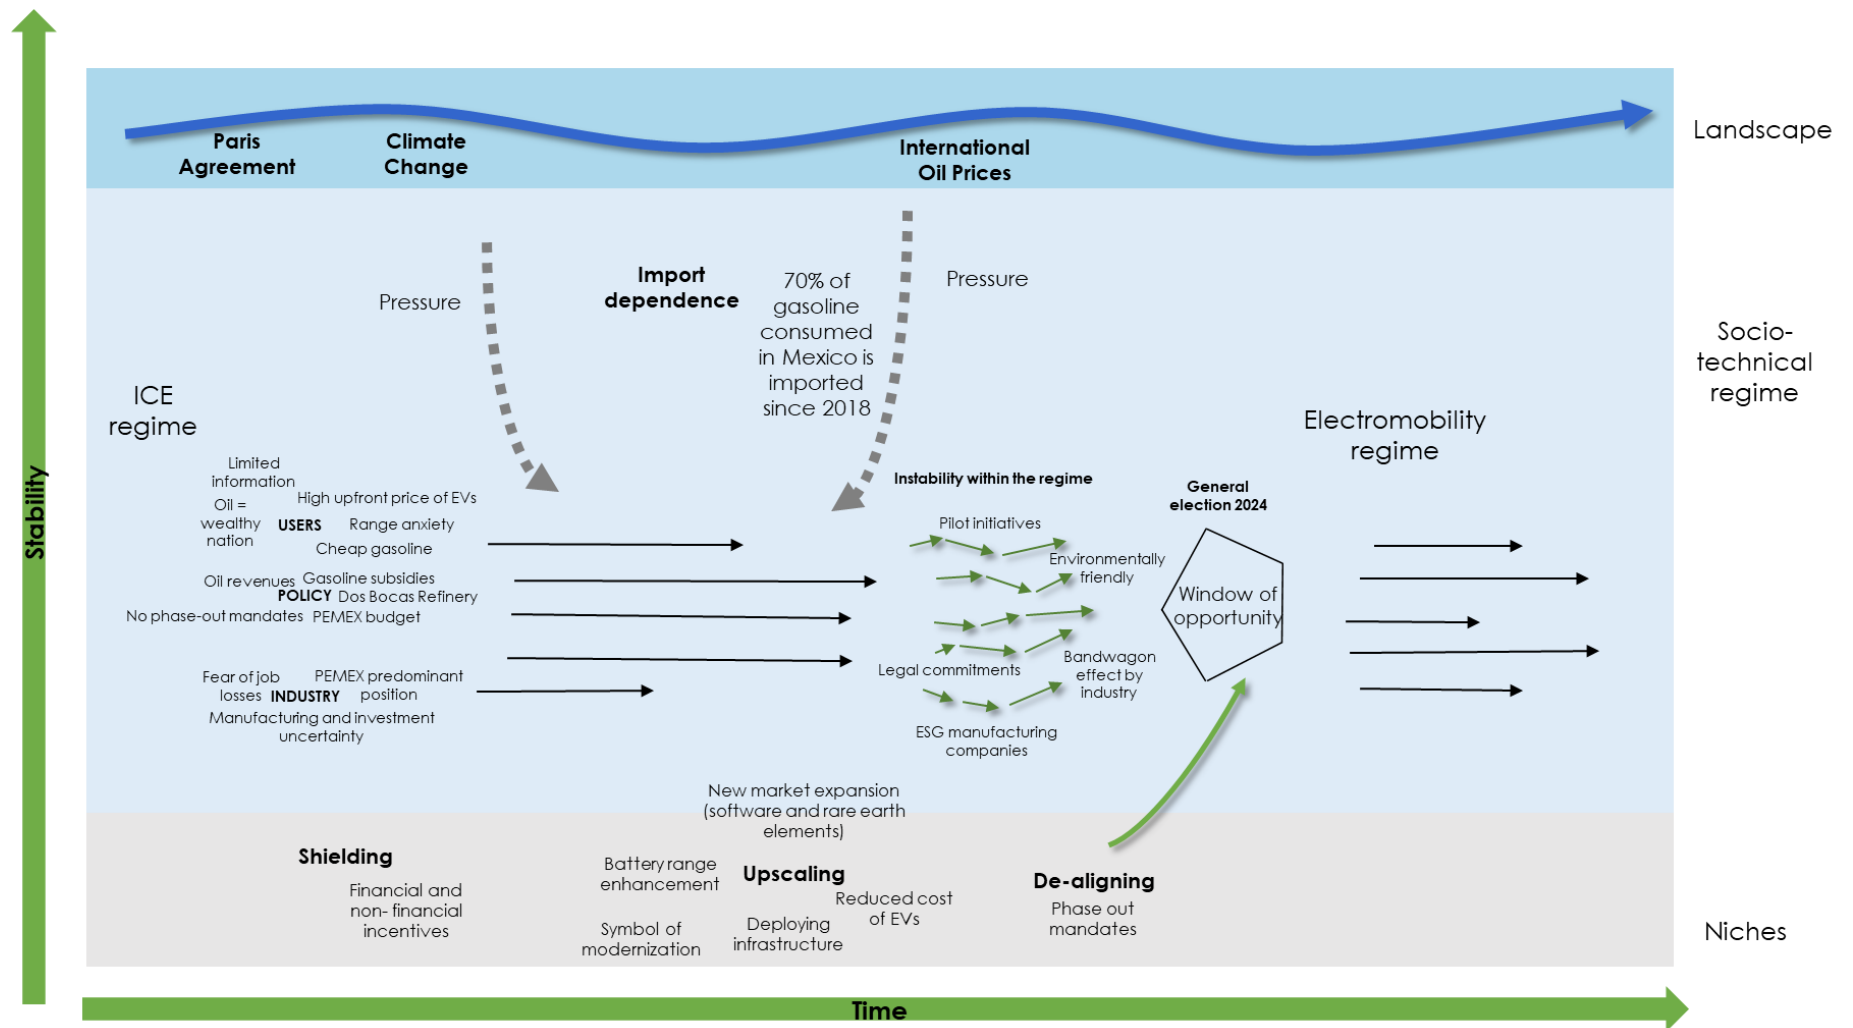 Paris
Agreement
Climate
Change
International
Oil Prices
Landscape
Pressure
Import
dependence
70% of
gasoline
consumed
in Mexico is
imported
since 2018
Pressure
Socio-
technical
regime
ICE
regime
Electromobility
regime
Stability
Limited
information
High upfront price of EVs
Oil =
wealthy
nation
USERS
Range anxiety
Cheap gasoline
Oil revenues
Gasoline subsidies
POLICY
Dos Bocas Refinery
No phase-out mandates
PEMEX budget
Fear of job
losses
INDUSTRY
PEMEX predominant
position
Manufacturing and investment
uncertainty
Instability within the regime
Pilot initiatives
Environmentally
friendly
Legal commitments
Bandwagon
effect by
industry
ESG manufacturing
companies
General
election 2024
Window of
opportunity
New market expansion
(software and rare earth
elements)
Shielding
Financial and
non- financial
incentives
Battery range
enhancement
Upscaling
Reduced cost
of EVs
Symbol of
modernization
Deploying
infrastructure
De-aligning
Phase out
mandates
Niches
Time